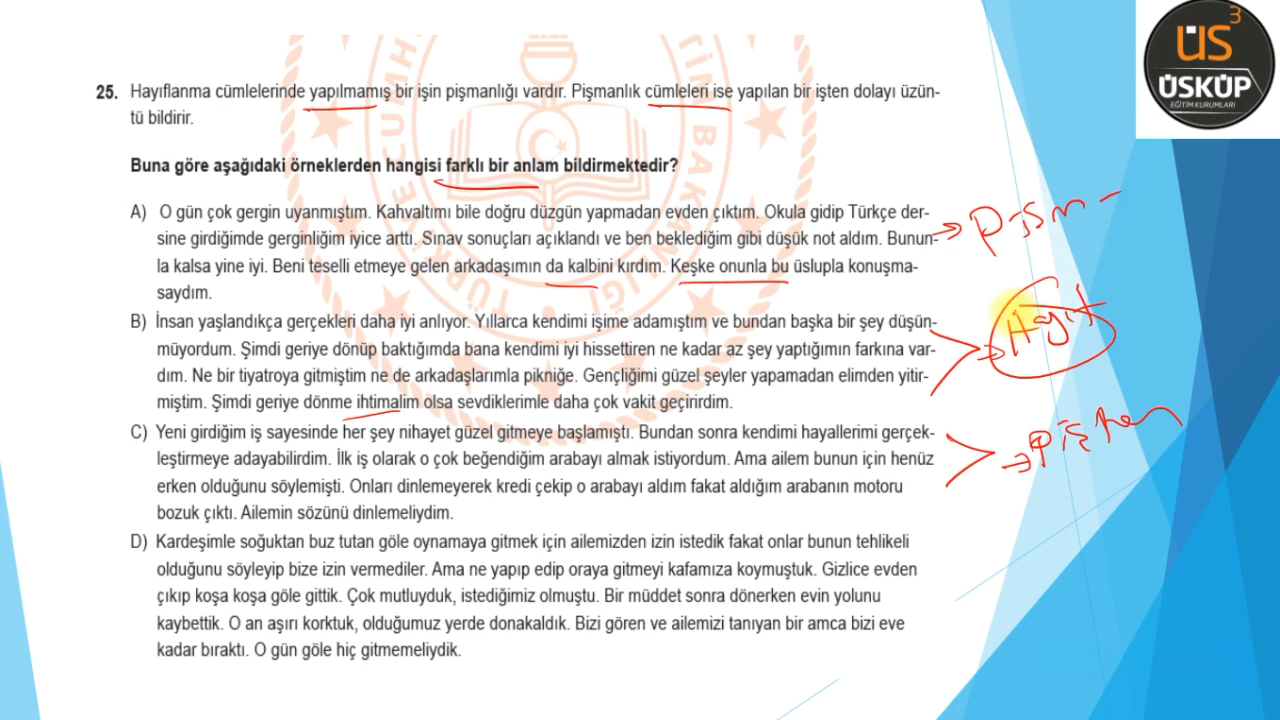 ÜS³
ÜSKÜP
EĞİTİM KURUMLARI
25. Hayıflanma cümlelerinde yapılmamış bir işin pişmanlığı vardır. Pişmanlık cümleleri ise yapılan bir işten dolayı üzün-
tü bildirir.
Buna göre aşağıdaki örneklerden hangisi farklı bir anlam bildirmektedir?
A) O gün çok gergin uyanmıştım. Kahvaltımı bile doğru düzgün yapmadan evden çıktım. Okula gidip Türkçe der-
sine girdiğimde gerginliğim iyice arttı. Sınav sonuçları açıklandı ve ben beklediğim gibi düşük not aldım. Bunun-
la kalsa yine iyi. Beni teselli etmeye gelen arkadaşımın da kalbini kırdım. Keşke onunla bu üslupla konuşma-
saydım.
B) İnsan yaşlandıkça gerçekleri daha iyi anlıyor. Yıllarca kendimi işime adamıştım ve bundan başka bir şey düşün-
müyordum. Şimdi geriye dönüp baktığımda bana kendimi iyi hissettiren ne kadar az şey yaptığımın farkına var-
dım. Ne bir tiyatroya gitmiştim ne de arkadaşlarımla pikniğe. Gençliğimi güzel şeyler yapamadan elimden yitir-
miştim. Şimdi geriye dönme ihtimalim olsa sevdiklerimle daha çok vakit geçirirdim.
C) Yeni girdiğim iş sayesinde her şey nihayet güzel gitmeye başlamıştı. Bundan sonra kendimi hayallerimi gerçek-
leştirmeye adayabilirdim. İlk iş olarak o çok beğendiğim arabayı almak istiyordum. Ama ailem bunun için henüz
erken olduğunu söylemişti. Onları dinlemeyerek kredi çekip o arabayı aldım fakat aldığım arabanın motoru
bozuk çıktı. Ailemin sözünü dinlemeliydim.
D) Kardeşimle soğuktan buz tutan göle oynamaya gitmek için ailemizden izin istedik fakat onlar bunun tehlikeli
olduğunu söyleyip bize izin vermediler. Ama ne yapıp edip oraya gitmeyi kafamıza koymuştuk. Gizlice evden
çıkıp koşa koşa göle gittik. Çok mutluyduk, istediğimiz olmuştu. Bir müddet sonra dönerken evin yolunu
kaybettik. O an aşırı korktuk, olduğumuz yerde donakaldık. Bizi gören ve ailemizi tanıyan bir amca bizi eve
kadar bıraktı. O gün göle hiç gitmemeliydik.